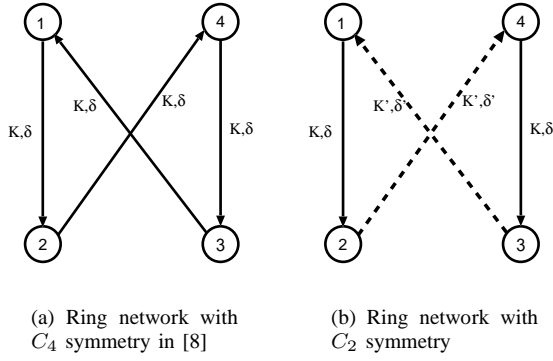 1 4 1 4
K,δ K,δ K,δ K,δ K',δ' K',δ' K,δ
2 3 2 3
(a) Ring network with (b) Ring network with
C4 symmetry in [8] C2 symmetry